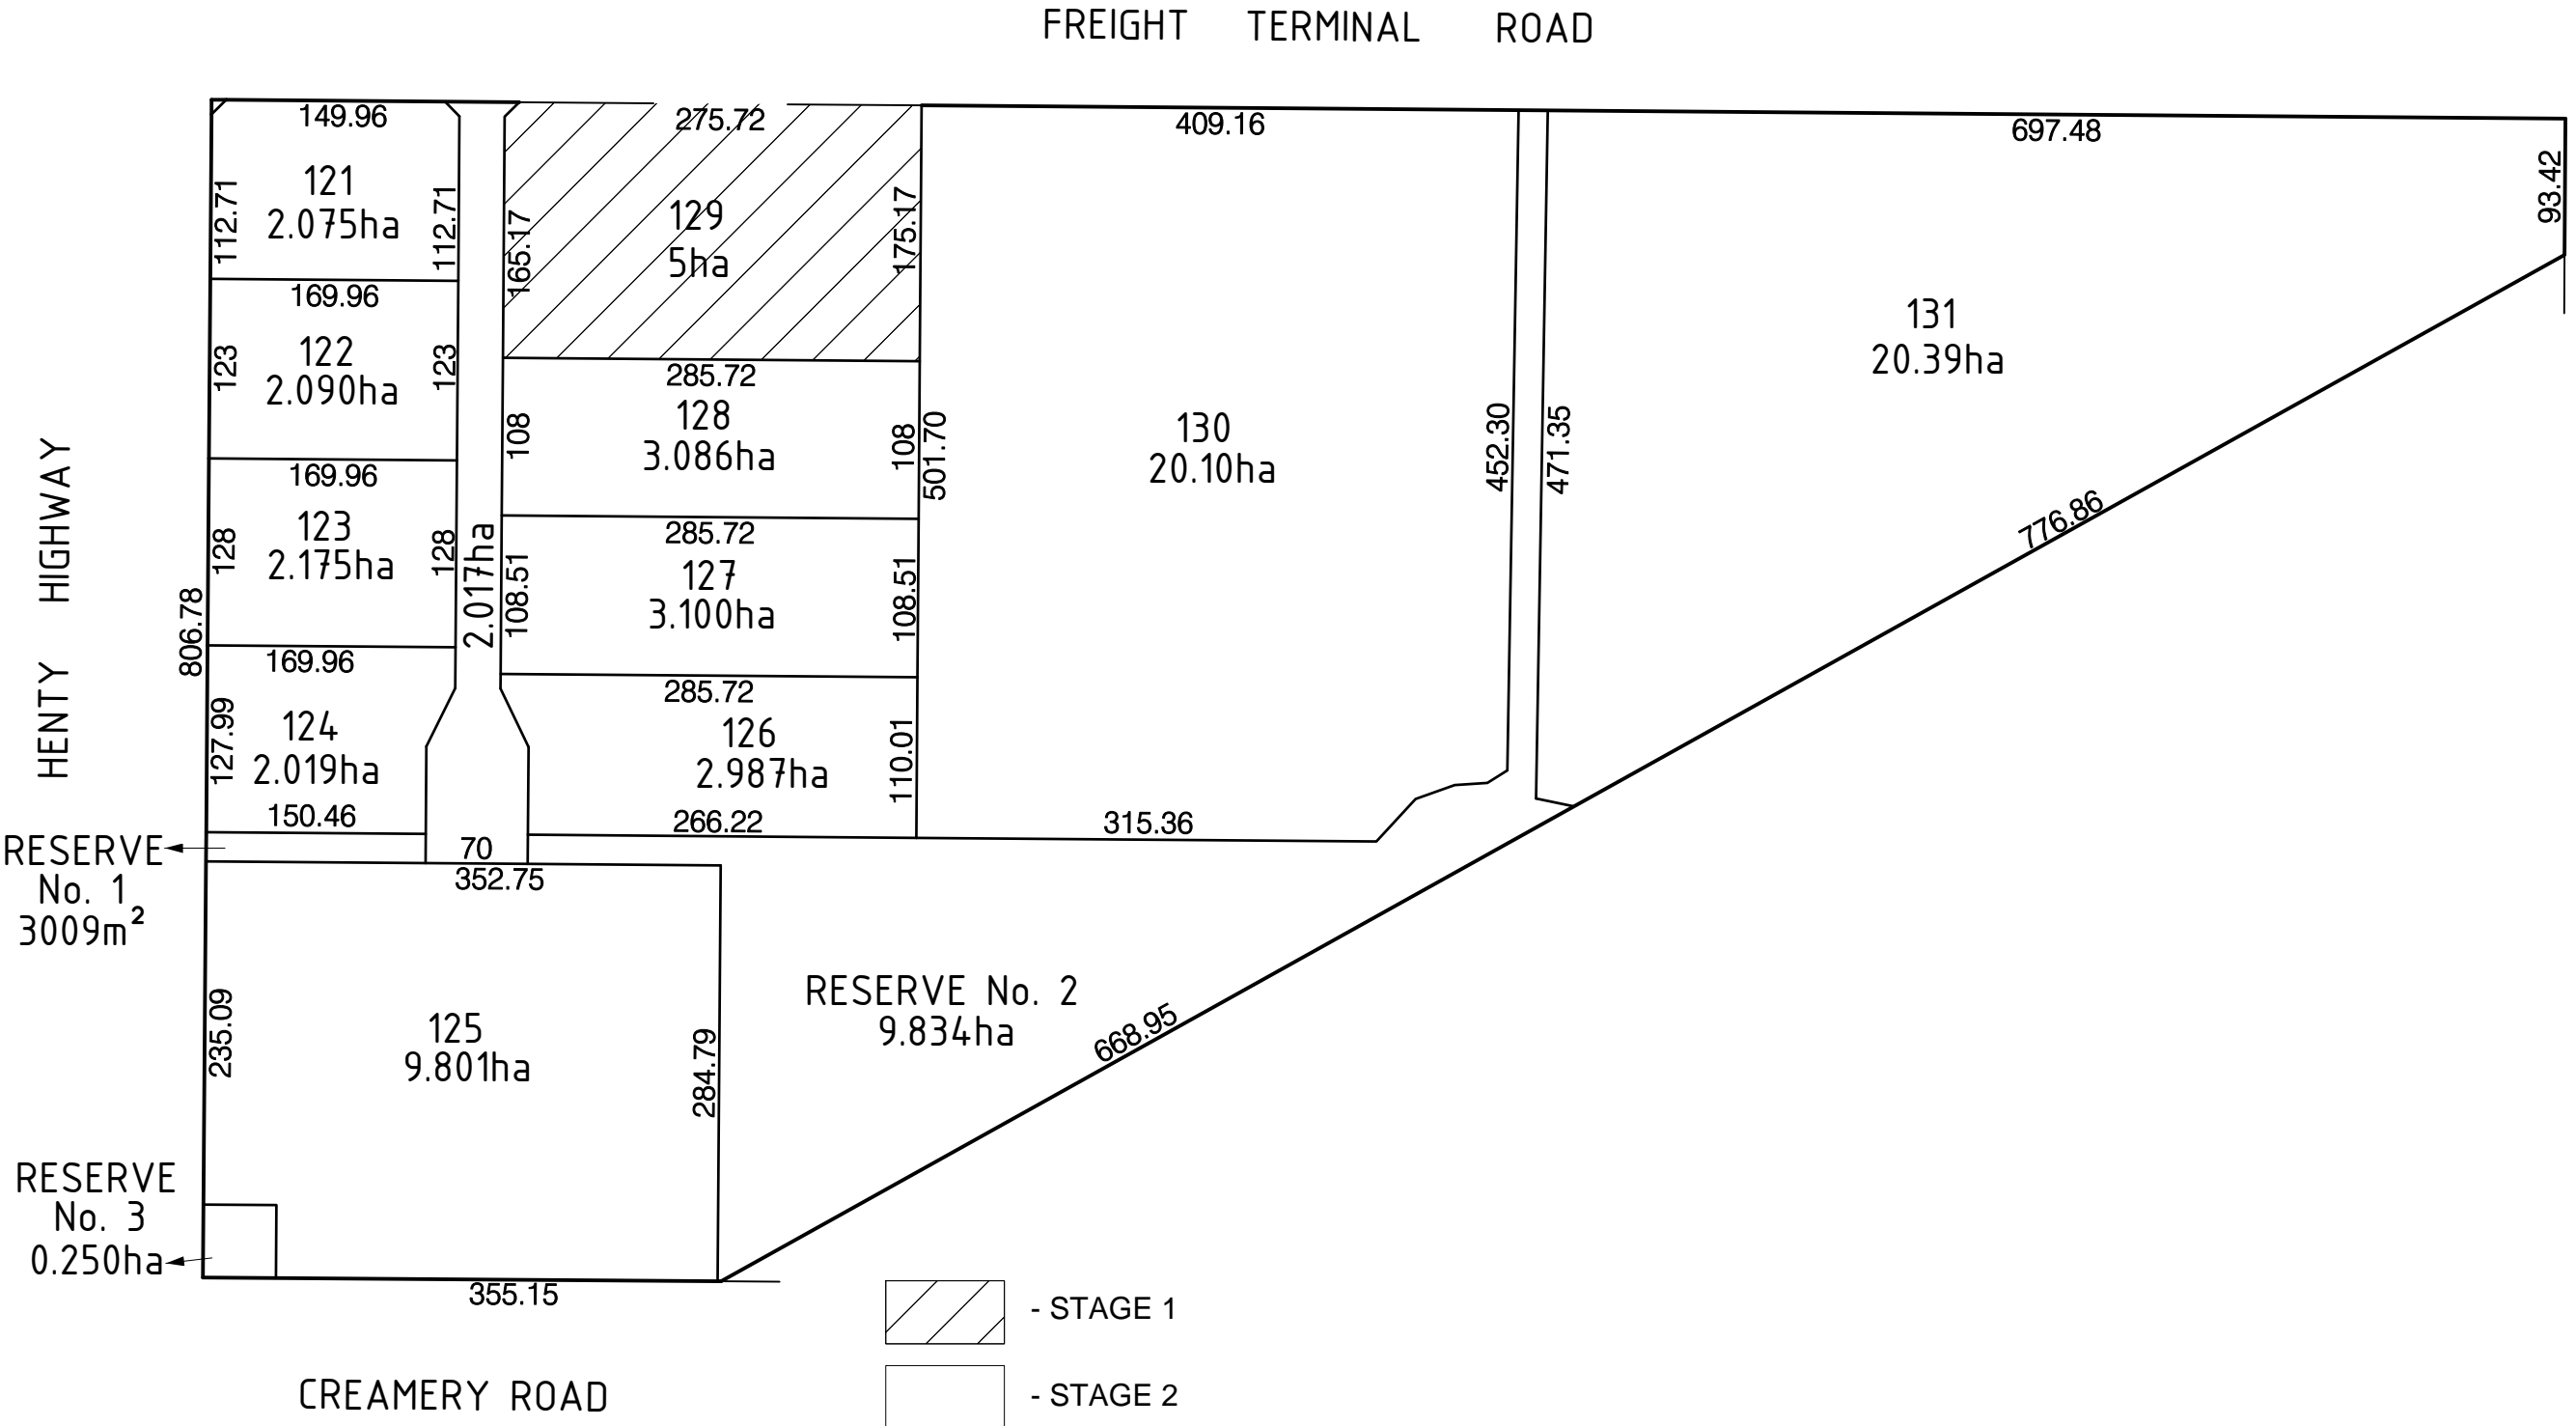 FREIGHT TERMINAL ROAD
149.96
275.72
409.16
697.48
93.42
121
2.075ha
112.71
112.71
165.17
129
5ha
175.17
169.96
122
2.090ha
123
123
285.72
128
3.086ha
108
108
501.70
130
20.10ha
452.30
471.35
131
20.39ha
776.86
169.96
123
2.175ha
128
128
2.017ha
285.72
127
3.100ha
108.51
108.51
HENTY HIGHWAY
806.78
169.96
124
2.019ha
127.99
150.46
285.72
126
2.987ha
110.01
266.22
315.36
RESERVE
No. 1
3009m²
70
352.75
125
9.801ha
235.09
284.79
RESERVE No. 2
9.834ha
668.95
RESERVE
No. 3
0.250ha
355.15
- STAGE 1
- STAGE 2
CREAMERY ROAD